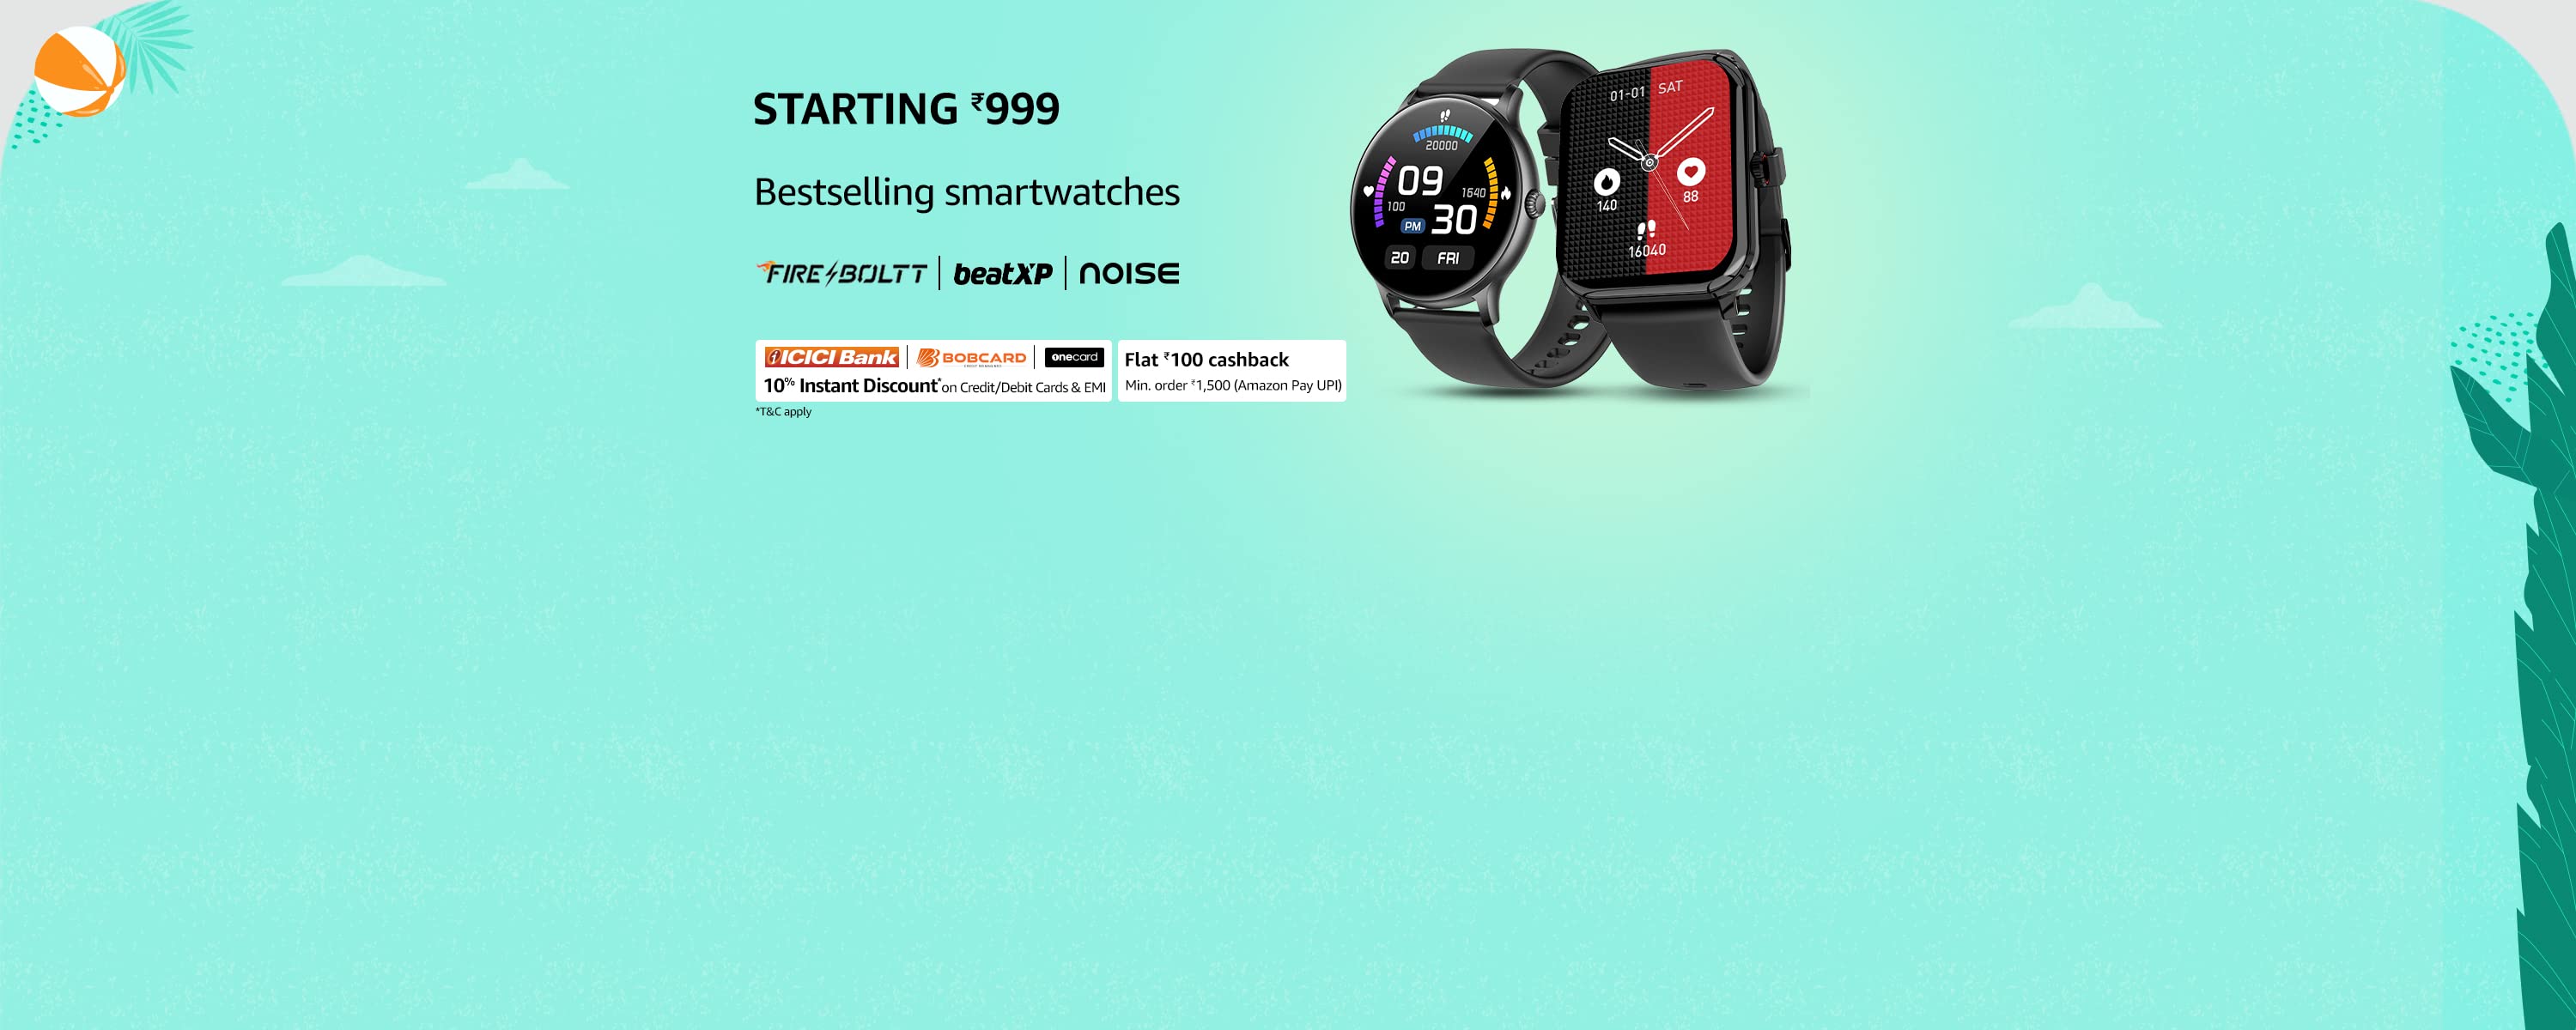 STARTING ₹999
Bestselling smartwatches
FIRE BOLTT | beatXP | NOISE
ICICI Bank | BOBCARD | onecard
10% Instant Discount* on Credit/Debit Cards & EMI
Flat ₹100 cashback
Min. order ₹1,500 (Amazon Pay UPI)
*T&C apply
20000
09
1640
100
PM 30
20 FRI
01-01 SAT
140
88
16040